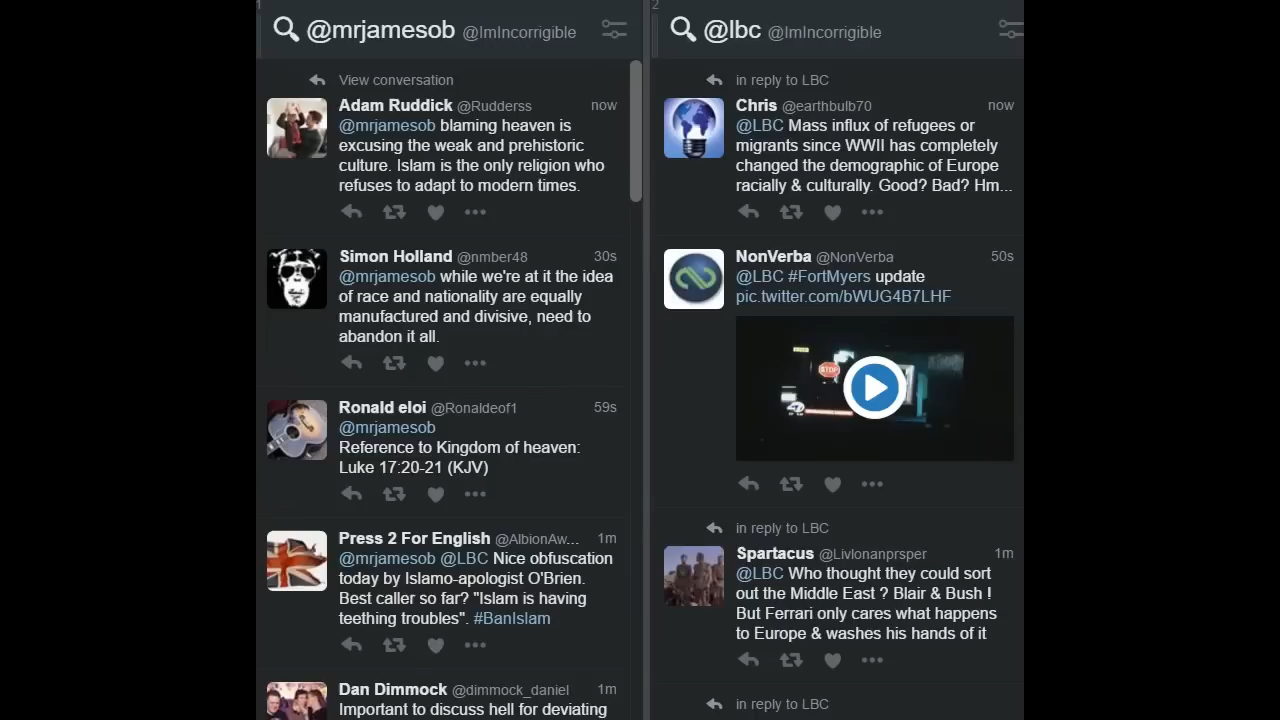 1
@mrjamesob @ImIncorrigible
View conversation
Adam Ruddick @Rudderss now
@mrjamesob blaming heaven is
excusing the weak and prehistoric
culture. Islam is the only religion who
refuses to adapt to modern times.
Simon Holland @nmber48 30s
@mrjamesob while we're at it the idea
of race and nationality are equally
manufactured and divisive, need to
abandon it all.
Ronald eloi @Ronaldeof1 59s
@mrjamesob
Reference to Kingdom of heaven:
Luke 17:20-21 (KJV)
Press 2 For English @AlbionAw... 1m
@mrjamesob @LBC Nice obfuscation
today by Islamo-apologist O'Brien.
Best caller so far? "Islam is having
teething troubles". #BanIslam
Dan Dimmock @dimmock_daniel 1m
Important to discuss hell for deviating
2
@lbc @ImIncorrigible
in reply to LBC
Chris @earthbulb70 now
@LBC Mass influx of refugees or
migrants since WWII has completely
changed the demographic of Europe
racially & culturally. Good? Bad? Hm...
NonVerba @NonVerba 50s
@LBC #FortMyers update
pic.twitter.com/bWUG4B7LHF
STOP
in reply to LBC
Spartacus @Livlonanprsper 1m
@LBC Who thought they could sort
out the Middle East ? Blair & Bush !
But Ferrari only cares what happens
to Europe & washes his hands of it
in reply to LBC